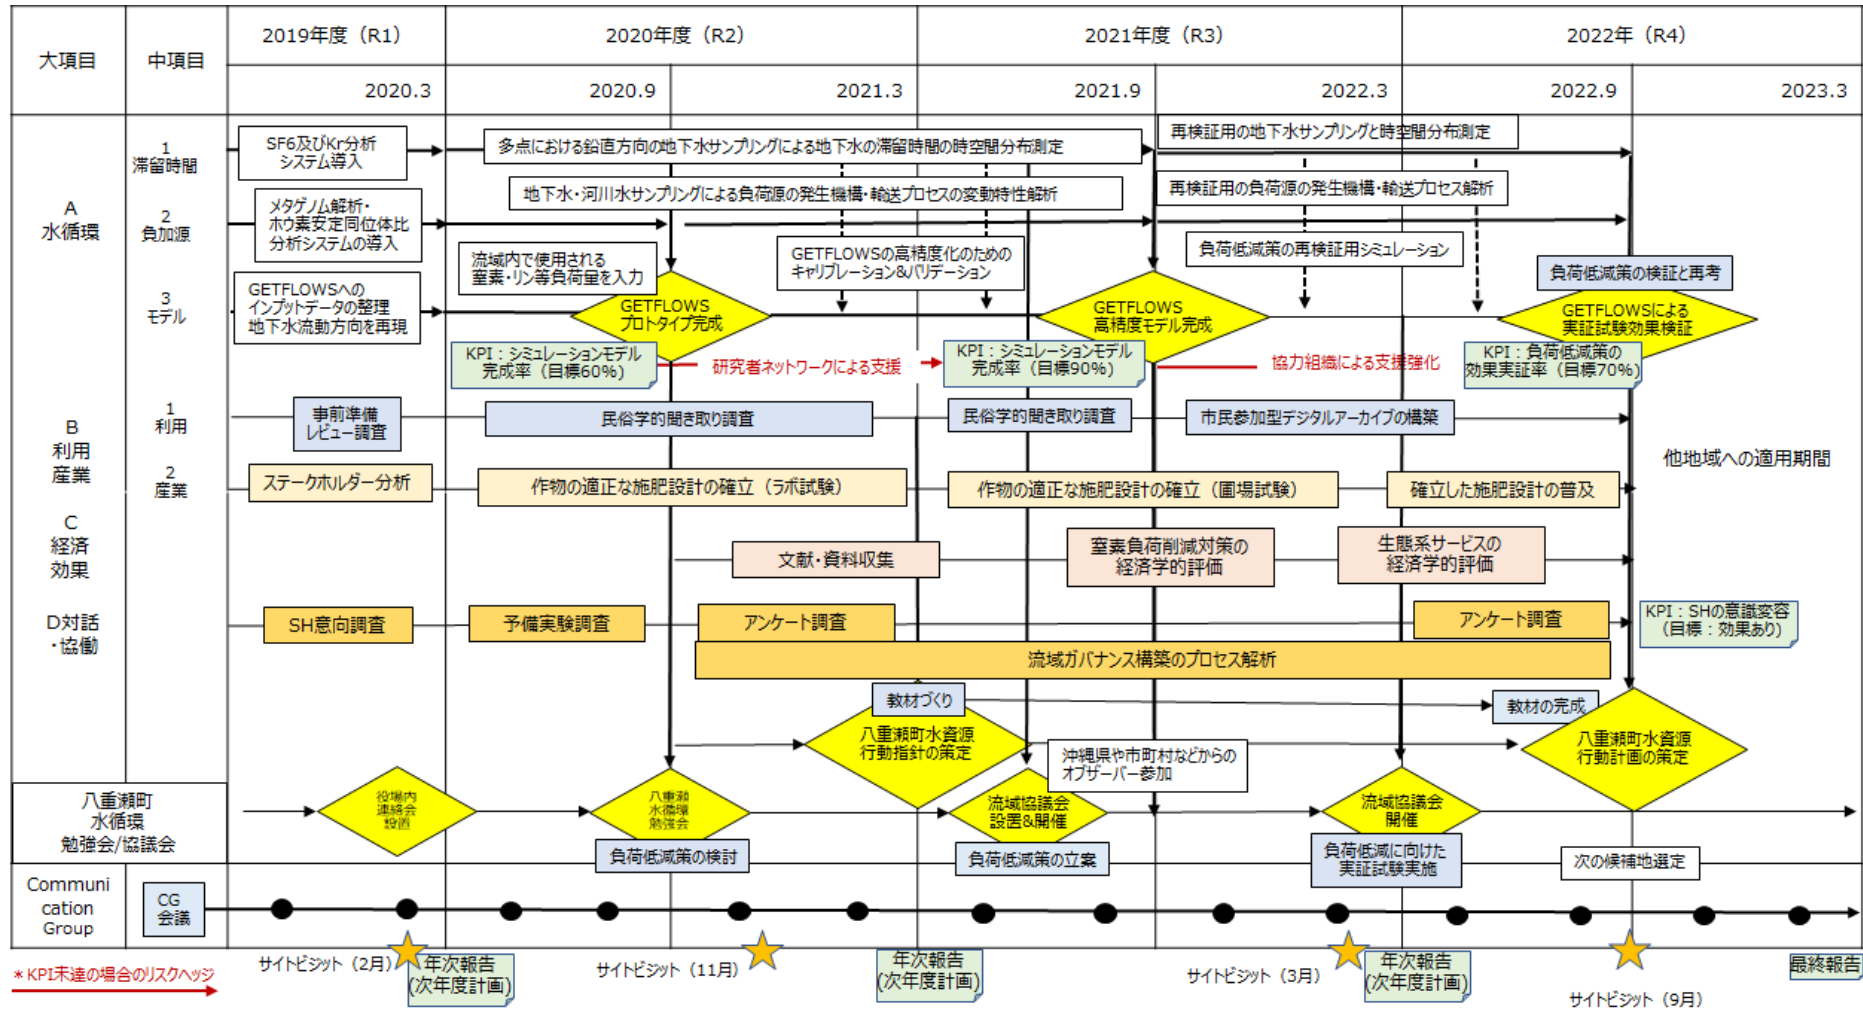 2019年度（R1）
2020年度（R2）
2021年度（R3）
2022年（R4）
大項目
中項目
2020.3
2020.9
2021.3
2021.9
2022.3
2022.9
2023.3
A
水循環
1
滞留時間
SF6及びKr分析
システム導入
多点における鉛直方向の地下水サンプリングによる地下水の滞留時間の時空間分布測定
再検証用の地下水サンプリングと時空間分布測定
2
負加源
メタゲノム解析・
ホウ素安定同位体比
分析システムの導入
地下水・河川水サンプリングによる負荷源の発生機構・輸送プロセスの変動特性解析
再検証用の負荷源の発生機構・輸送プロセス解析
流域内で使用される
窒素・リン等負荷量を入力
GETFLOWSの高精度化のための
キャリブレーション&バリデーション
負荷低減策の再検証用シミュレーション
負荷低減策の検証と再考
3
モデル
GETFLOWSへの
インプットデータの整理
地下水流動方向を再現
GETFLOWS
プロトタイプ完成
GETFLOWS
高精度モデル完成
GETFLOWSによる
実証試験効果検証
KPI：シミュレーションモデル
完成率（目標60%）
研究者ネットワークによる支援
KPI：シミュレーションモデル
完成率（目標90%）
協力組織による支援強化
KPI：負荷低減策の
効果実証率（目標70%）
B
利用
産業
1
利用
事前準備
レビュー調査
民俗学的聞き取り調査
民俗学的聞き取り調査
市民参加型デジタルアーカイブの構築
他地域への適用期間
2
産業
ステークホルダー分析
作物の適正な施肥設計の確立（ラボ試験）
作物の適正な施肥設計の確立（圃場試験）
確立した施肥設計の普及
C
経済
効果
文献・資料収集
窒素負荷削減対策の
経済学的評価
生態系サービスの
経済学的評価
D対話
・協働
SH意向調査
予備実験調査
アンケート調査
アンケート調査
KPI：SHの意識変容
（目標：効果あり）
流域ガバナンス構築のプロセス解析
教材づくり
教材の完成
八重瀬町水資源
行動指針の策定
八重瀬町水資源
行動計画の策定
沖縄県や市町村などからの
オブザーバー参加
八重瀬町
水循環
勉強会/協議会
役場内
連絡会
設置
八重瀬
水循環
勉強会
流域協議会
設置&開催
流域協議会
開催
負荷低減策の検討
負荷低減策の立案
負荷低減に向けた
実証試験実施
次の候補地選定
Communi
cation
Group
CG
会議
サイトビジット（2月）
年次報告
(次年度計画)
サイトビジット（11月）
年次報告
(次年度計画)
サイトビジット（3月）
年次報告
(次年度計画)
サイトビジット（9月）
最終報告
＊KPI未達の場合のリスクヘッジ